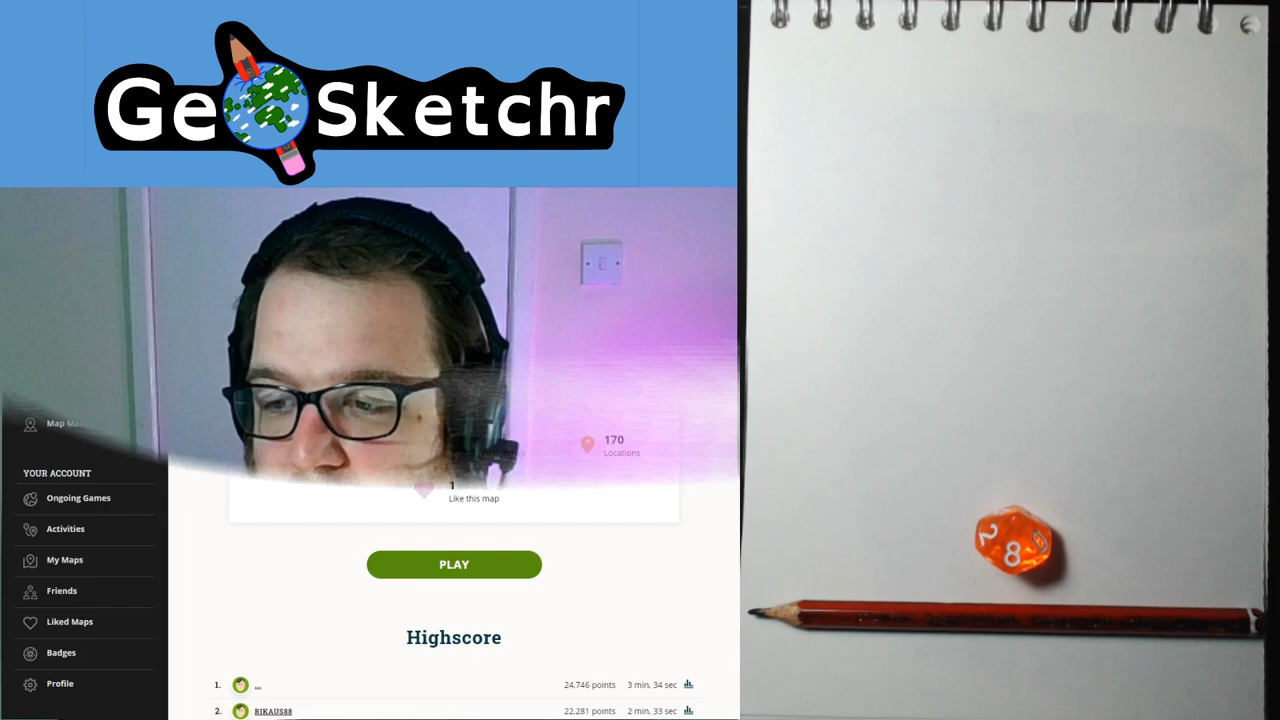 GeoSketchr
Map
170
Locations
1
Like this map
YOUR ACCOUNT
Ongoing Games
Activities
My Maps
Friends
Liked Maps
Badges
Profile
PLAY
Highscore
1. ... 24,746 points 3 min, 34 sec
2. RIKAUS88 22,281 points 2 min, 33 sec
2
8